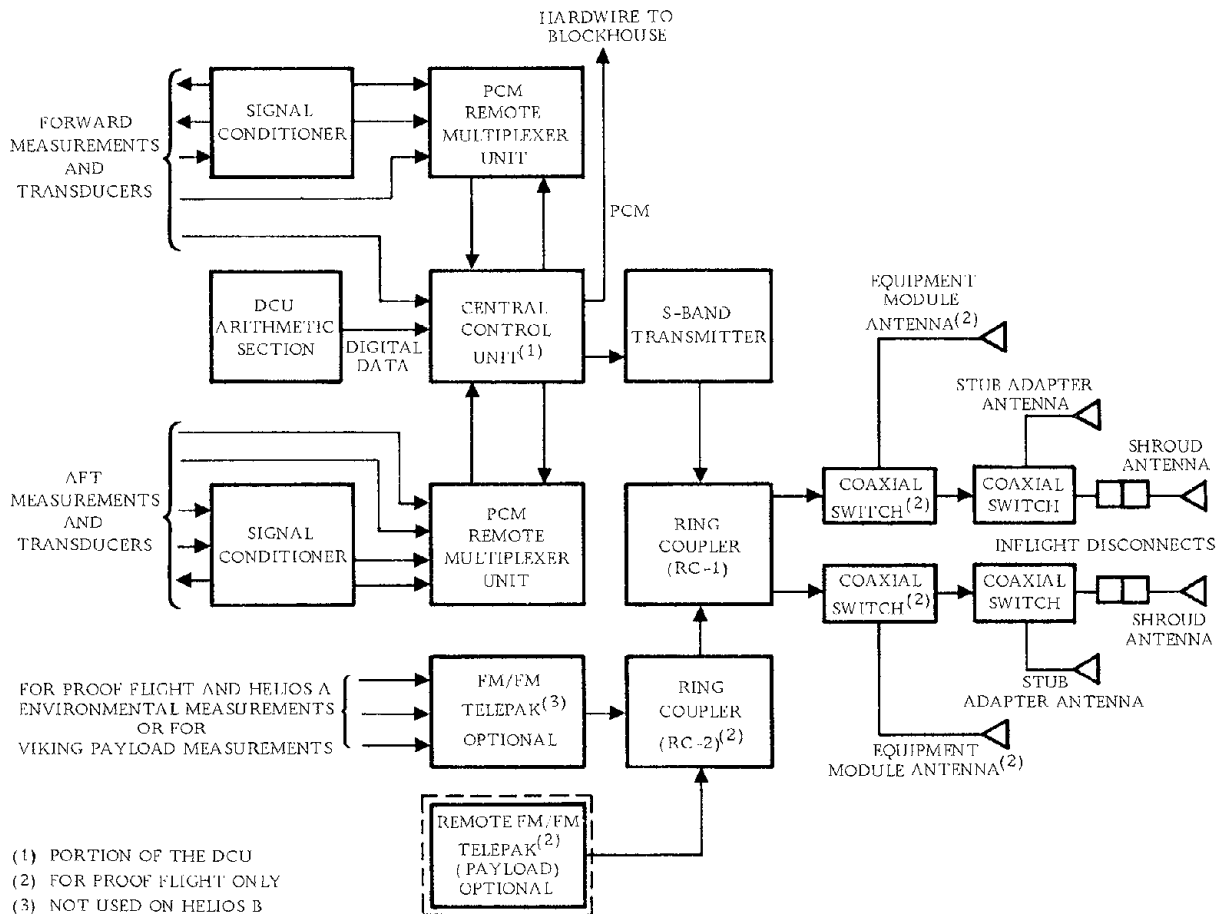 HARDWIRE TO
BLOCKHOUSE
FORWARD
MEASUREMENTS
AND
TRANSDUCERS
SIGNAL
CONDITIONER
PCM
REMOTE
MULTIPLEXER
UNIT
PCM
DCU
ARITHMETIC
SECTION
DIGITAL
DATA
CENTRAL
CONTROL
UNIT(1)
S-BAND
TRANSMITTER
EQUIPMENT
MODULE
ANTENNA(2)
STUB ADAPTER
ANTENNA
SHROUD
ANTENNA
AFT
MEASUREMENTS
AND
TRANSDUCERS
SIGNAL
CONDITIONER
PCM
REMOTE
MULTIPLEXER
UNIT
RING
COUPLER
(RC-1)
COAXIAL
SWITCH(2)
COAXIAL
SWITCH
INFLIGHT DISCONNECTS
COAXIAL
SWITCH(2)
COAXIAL
SWITCH
SHROUD
ANTENNA
STUB
ADAPTER ANTENNA
EQUIPMENT
MODULE ANTENNA(2)
FOR PROOF FLIGHT AND HELIOS A
ENVIRONMENTAL MEASUREMENTS
OR FOR
VIKING PAYLOAD MEASUREMENTS
FM/FM
TELEPAK(3)
OPTIONAL
RING
COUPLER
(RC-2)(2)
REMOTE FM/FM
TELEPAK(2)
(PAYLOAD)
OPTIONAL
(1) PORTION OF THE DCU
(2) FOR PROOF FLIGHT ONLY
(3) NOT USED ON HELIOS B